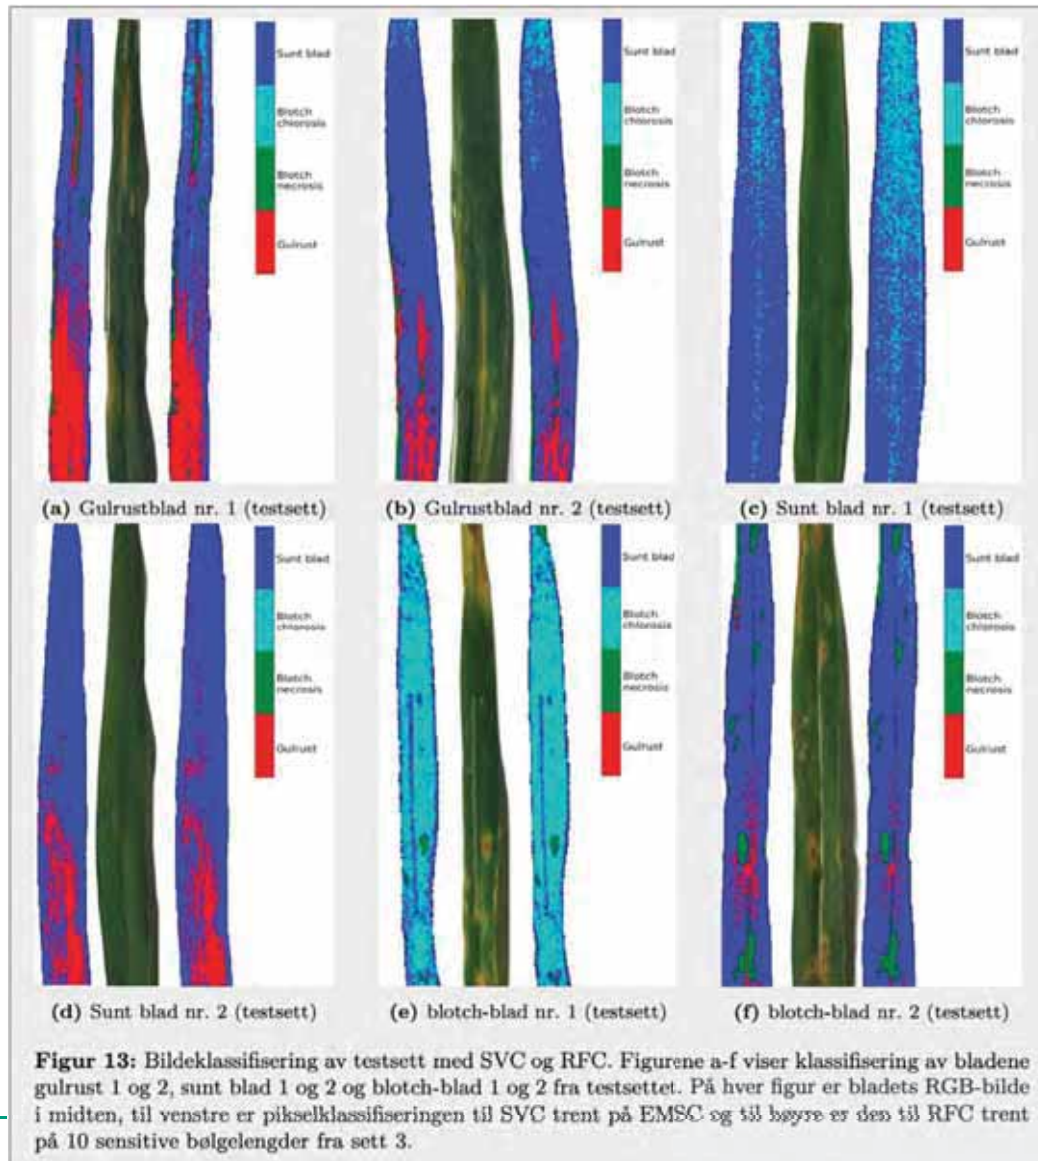 Sunt blad
Blotch
chlorosis
Blotch
necrosis
Gulrust
Sunt blad
Blotch
chlorosis
Blotch
necrosis
Gulrust
Sunt blad
Blotch
chlorosis
Blotch
necrosis
Gulrust
(a) Gulrustblad nr. 1 (testsett)
(b) Gulrustblad nr. 2 (testsett)
(c) Sunt blad nr. 1 (testsett)
Sunt blad
Blotch
chlorosis
Blotch
necrosis
Gulrust
Sunt blad
Blotch
chlorosis
Blotch
necrosis
Gulrust
Sunt blad
Blotch
chlorosis
Blotch
necrosis
Gulrust
(d) Sunt blad nr. 2 (testsett)
(e) blotch-blad nr. 1 (testsett)
(f) blotch-blad nr. 2 (testsett)
Figur 13: Bildeklassifisering av testsett med SVC og RFC. Figurene a-f viser klassifisering av bladene
gulrust 1 og 2, sunt blad 1 og 2 og blotch-blad 1 og 2 fra testsettet. På hver figur er bladets RGB-bilde
i midten, til venstre er pikselklassifiseringen til SVC trent på EMSC og til høyre er den til RFC trent
på 10 sensitive bølgelengder fra sett 3.